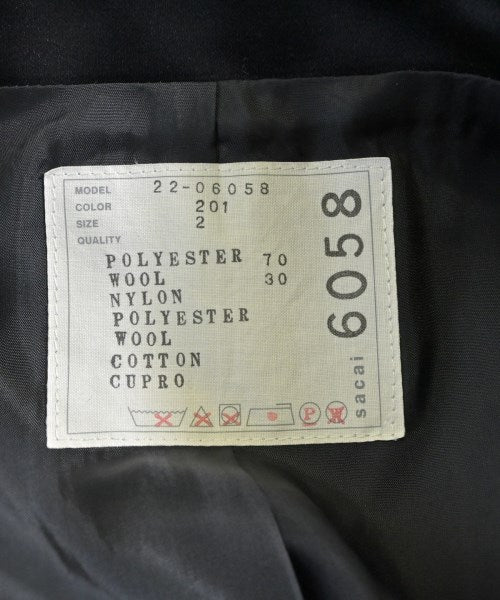 MODEL 22-06058
COLOR 201
SIZE 2
QUALITY
POLYESTER 70
WOOL 30
NYLON
POLYESTER
WOOL
COTTON
CUPRO
P W
sacai 6058